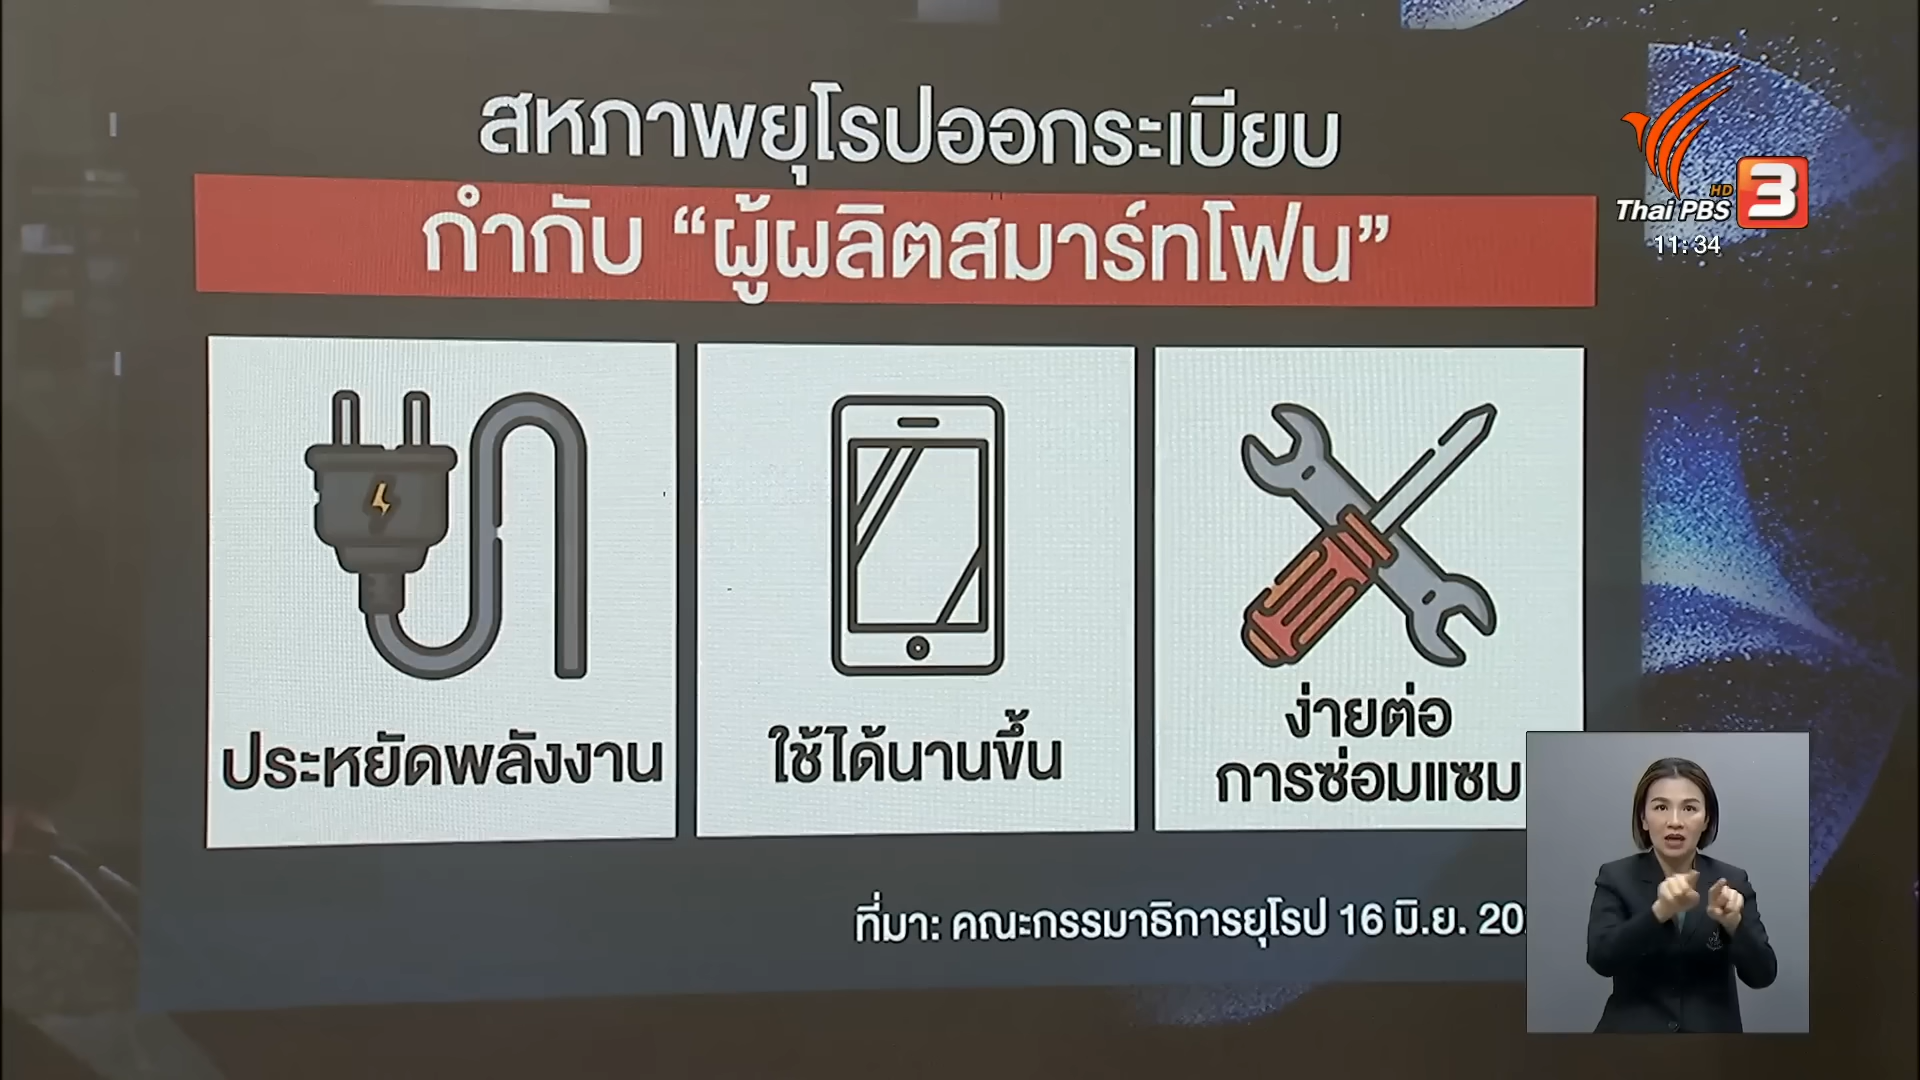 สหภาพยุโรปออกระเบียบ
กำกับ “ผู้ผลิตสมาร์ทโฟน”
HD
Thai PBS 3
11:34
ประหยัดพลังงาน
ใช้ได้นานขึ้น
ง่ายต่อ
การซ่อมแซม
ที่มา: คณะกรรมาธิการยุโรป 16 มิ.ย.